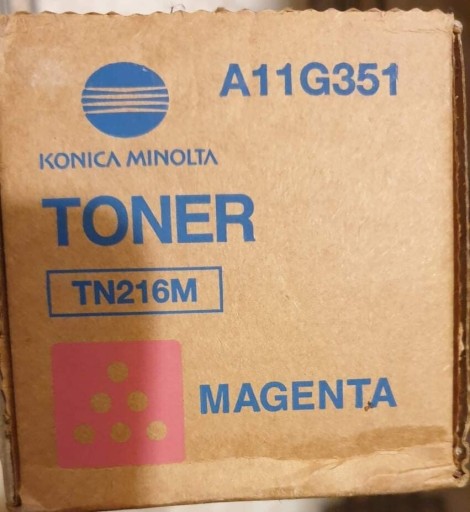 A11G351
KONICA MINOLTA
TONER
TN216M
MAGENTA